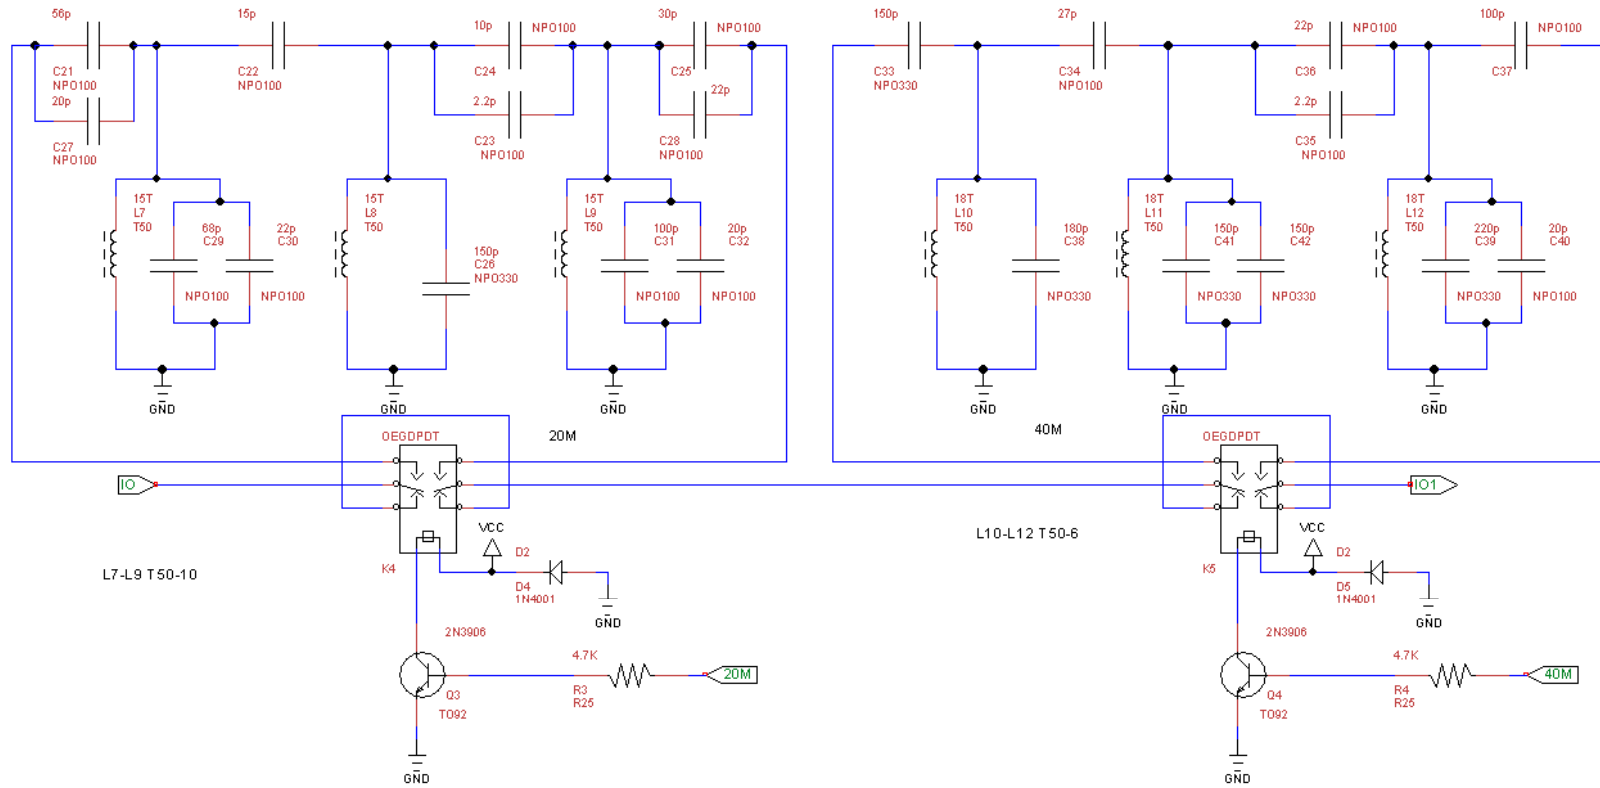 56p
15p
10p
NPO100
30p
NPO100
150p
27p
22p
NPO100
100p
NPO100
C21
NPO100
C22
NPO100
C24
C25
C33
NPO330
C34
NPO100
C36
C37
20p
2.2p
22p
2.2p
C27
NPO100
C23
NPO100
C28
NPO100
C35
NPO100
15T
L7
T50
68p
C29
22p
C30
NPO100
NPO100
15T
L8
T50
150p
C26
NPO330
15T
L9
T50
100p
C31
20p
C32
NPO100
NPO100
18T
L10
T50
180p
C38
NPO330
18T
L11
T50
150p
C41
150p
C42
NPO330
NPO330
18T
L12
T50
220p
C39
20p
C40
NPO330
NPO100
GND
GND
GND
GND
GND
GND
OEGDPDT
20M
40M
OEGDPDT
IO
IO1
VCC
L10-L12 T50-6
VCC
K4
D2
K5
D2
L7-L9 T50-10
D4
1N4001
D5
1N4001
GND
GND
2N3906
2N3906
4.7K
20M
4.7K
40M
Q3
R3
R25
Q4
R4
R25
TO92
TO92
GND
GND